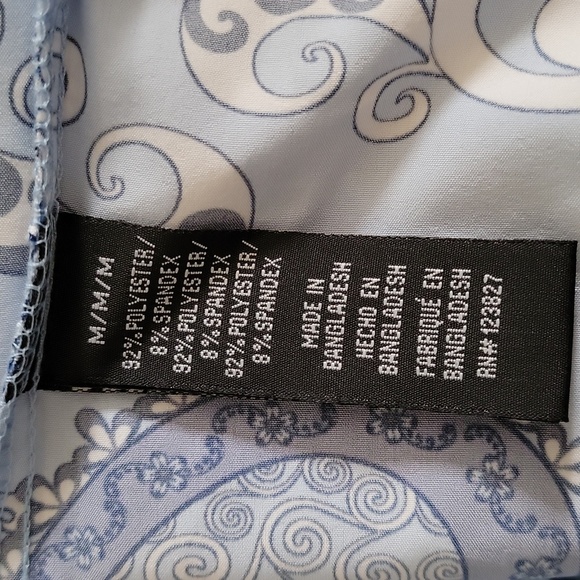 M/M/M
92% POLYESTER/
8% SPANDEX
92% POLYESTER/
8% SPANDEX
92% POLYESTER/
8% SPANDEX
MADE IN
BANGLADESH
HECHO EN
BANGLADESH
FABRIQUÉ EN
BANGLADESH
RN# 123827